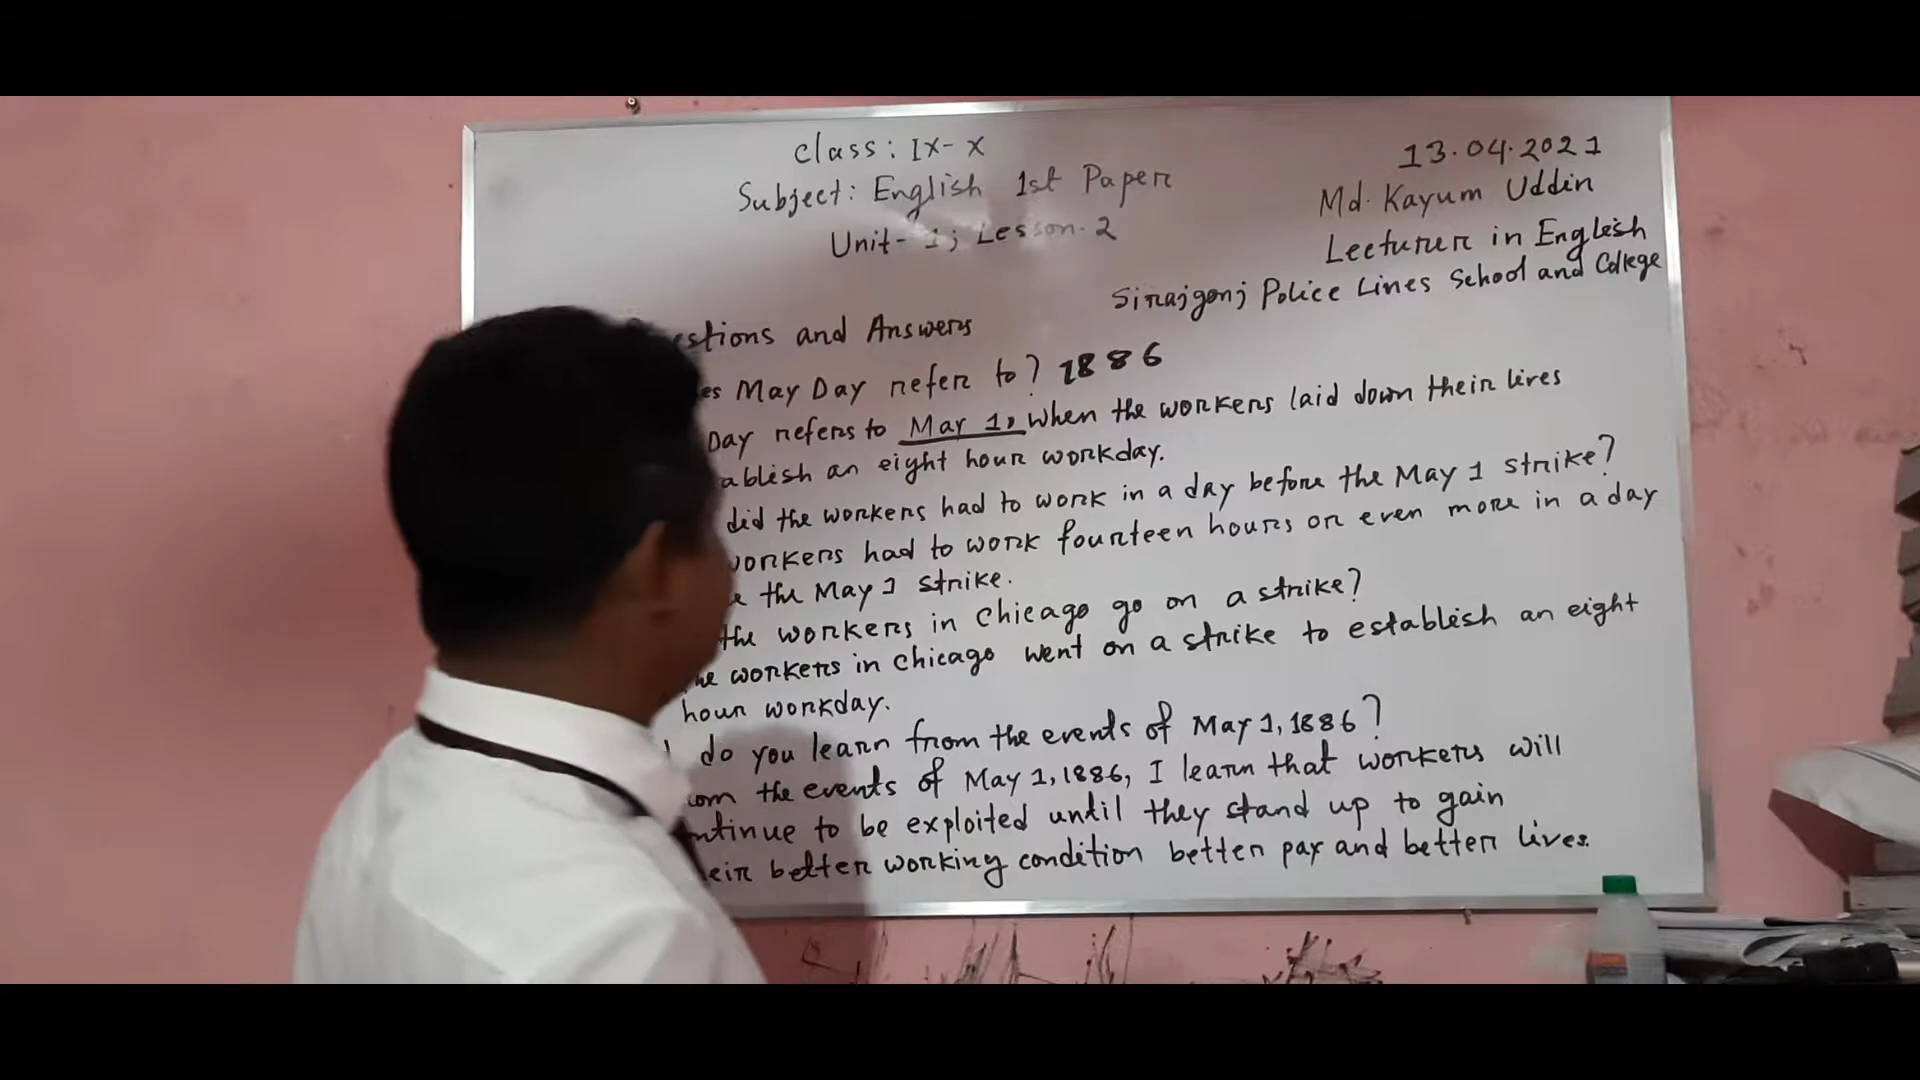 Class: IX-X
Subject: English 1st Paper
Unit-1; Lesson-2
13.04.2021
Md. Kayum Uddin
Lecturer in English
Sirajgonj Police Lines School and College
estions and Answers
es May Day refer to? 1886
Day refers to May 1, when the workers laid down their lives
ablish an eight hour workday.
did the workers had to work in a day before the May 1 strike?
workers had to work fourteen hours or even more in a day
e the May 1 strike.
the workers in Chicago go on a strike?
he workers in Chicago went on a strike to establish an eight
hour workday.
do you learn from the events of May 1, 1886?
om the events of May 1, 1886, I learn that workers will
ntinue to be exploited until they stand up to gain
eir better working condition better pay and better lives.